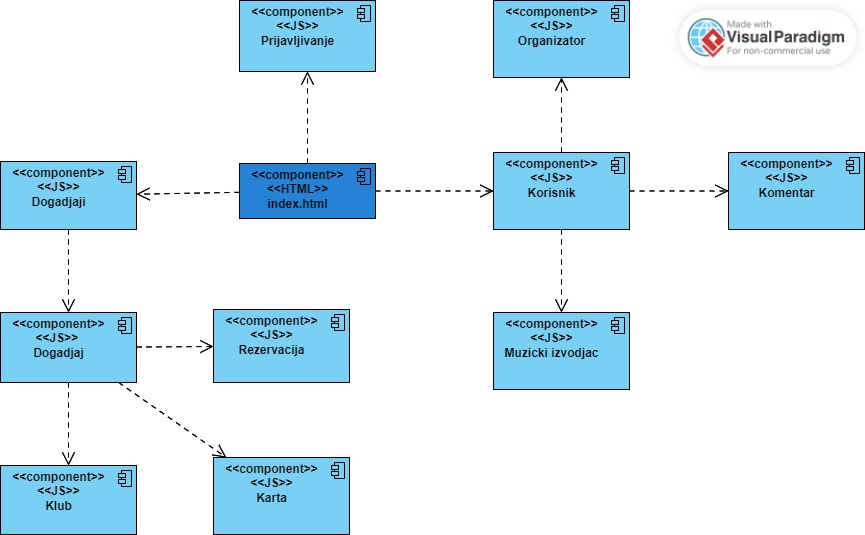 <<component>>
<<JS>>
Prijavljivanje
<<component>>
<<JS>>
Organizator
Made with
Visual Paradigm
For non-commercial use
<<component>>
<<JS>>
Dogadjaji
<<component>>
<<HTML>>
index.html
<<component>>
<<JS>>
Korisnik
<<component>>
<<JS>>
Komentar
<<component>>
<<JS>>
Dogadjaj
<<component>>
<<JS>>
Rezervacija
<<component>>
<<JS>>
Muzicki izvodjac
<<component>>
<<JS>>
Klub
<<component>>
<<JS>>
Karta